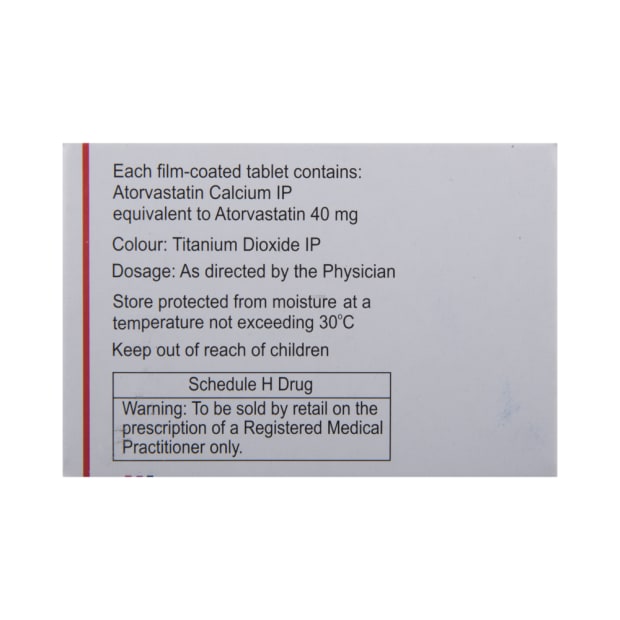 Each film-coated tablet contains:
Atorvastatin Calcium IP
equivalent to Atorvastatin 40 mg
Colour: Titanium Dioxide IP
Dosage: As directed by the Physician
Store protected from moisture at a
temperature not exceeding 30°C
Keep out of reach of children
Schedule H Drug
Warning: To be sold by retail on the
prescription of a Registered Medical
Practitioner only.